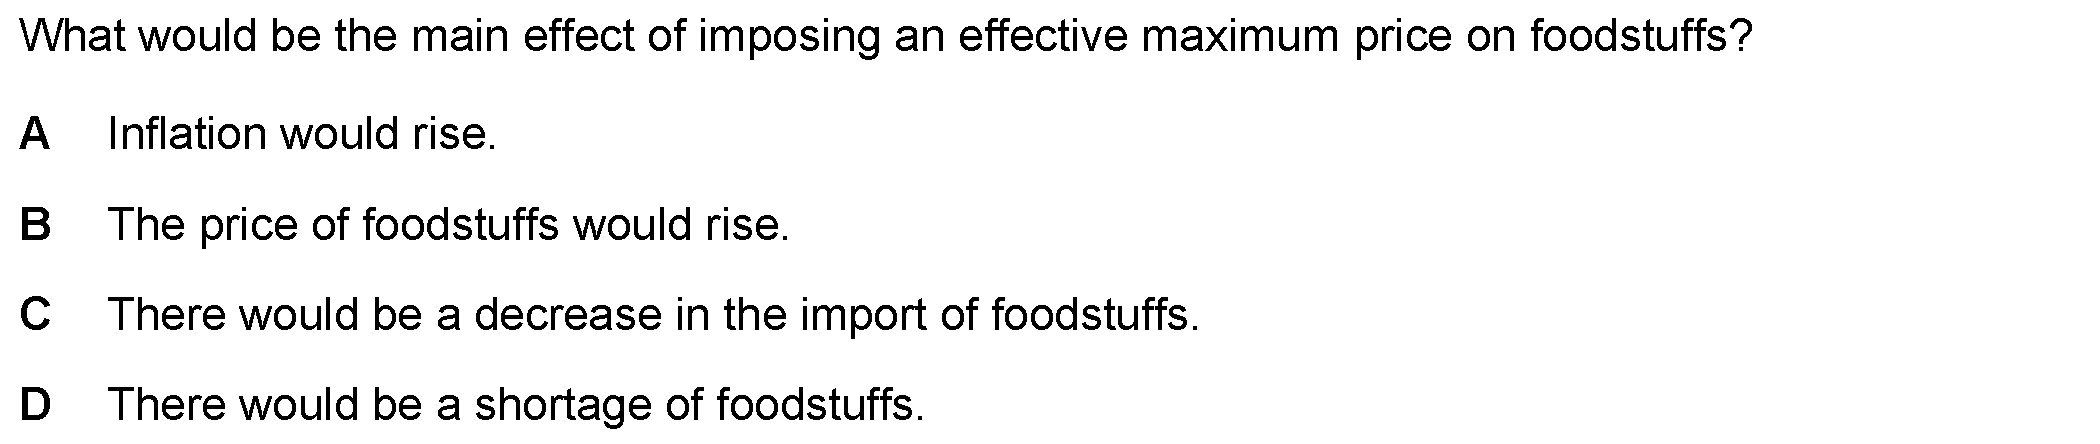 What would be the main effect of imposing an effective maximum price on foodstuffs?
A Inflation would rise.
B The price of foodstuffs would rise.
C There would be a decrease in the import of foodstuffs.
D There would be a shortage of foodstuffs.